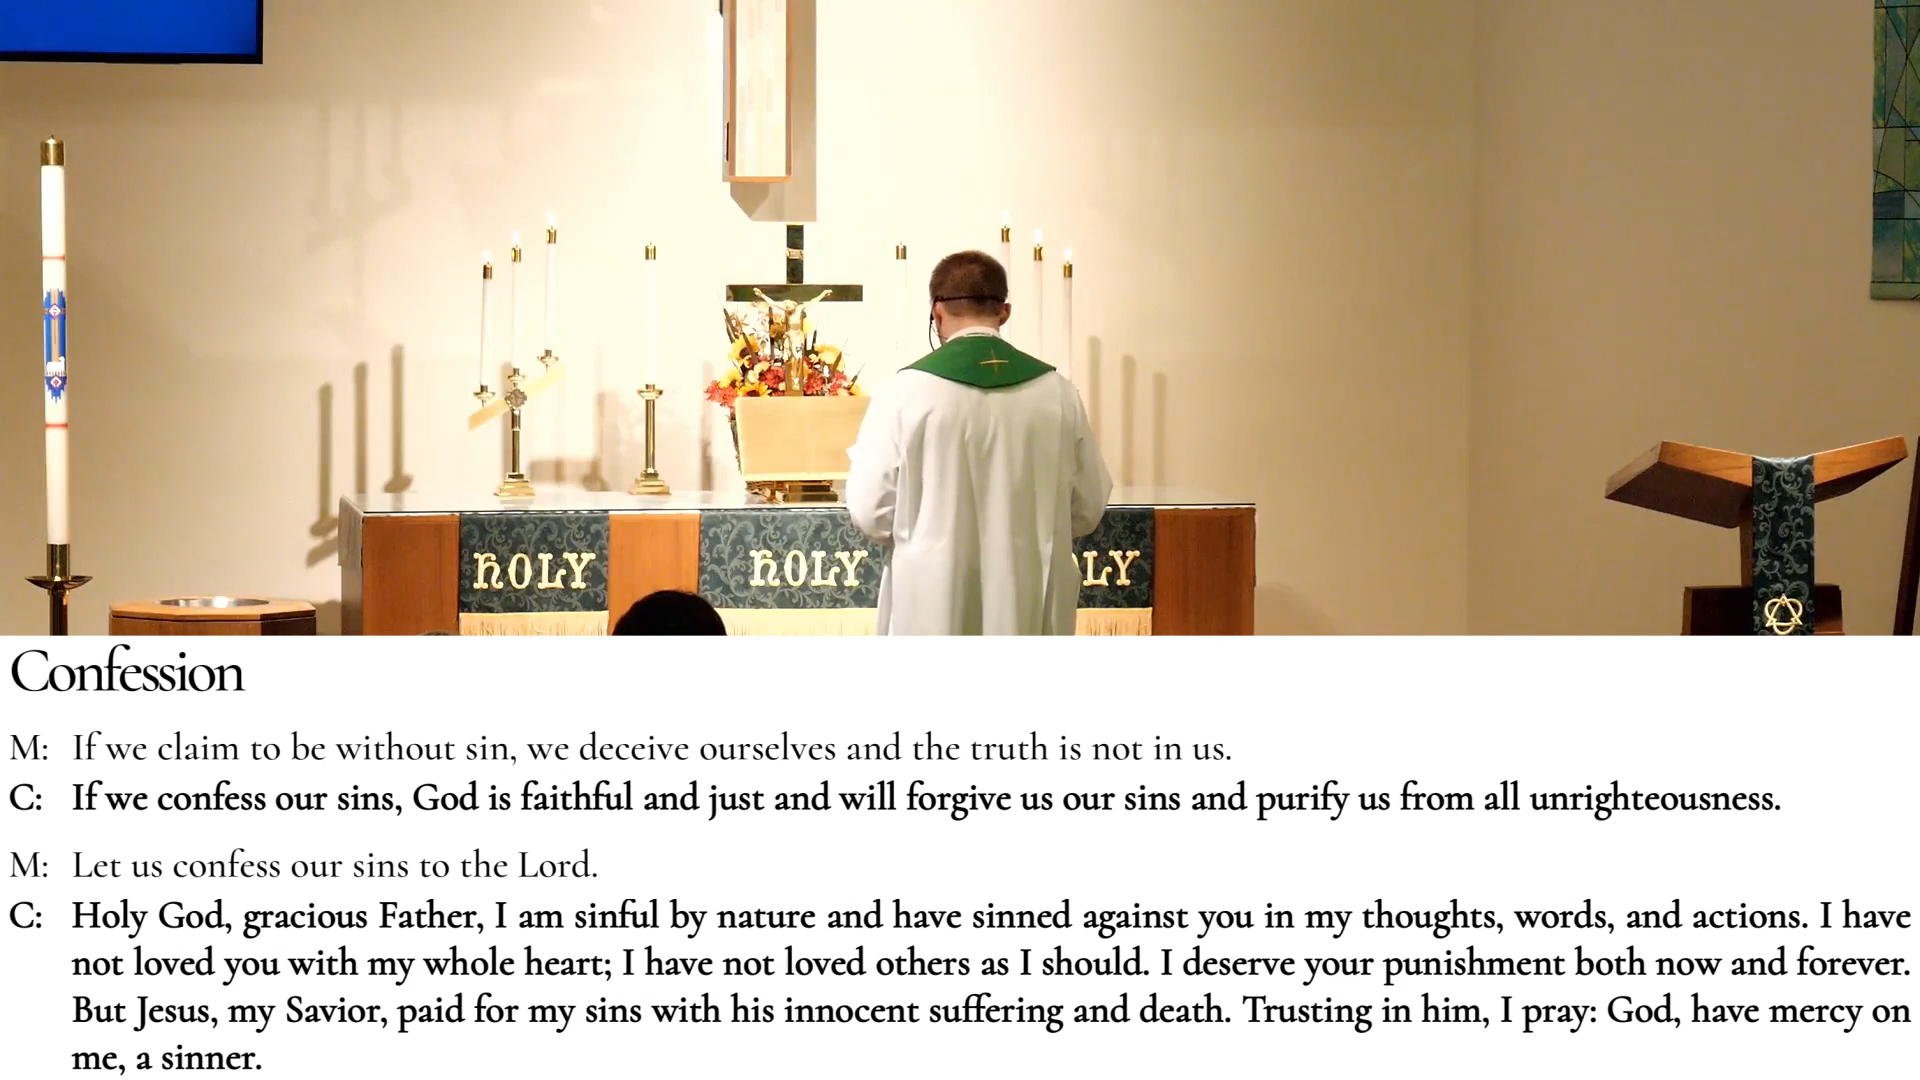 HOLY
HOLY
LY
Confession
M: If we claim to be without sin, we deceive ourselves and the truth is not in us.
C: If we confess our sins, God is faithful and just and will forgive us our sins and purify us from all unrighteousness.
M: Let us confess our sins to the Lord.
C: Holy God, gracious Father, I am sinful by nature and have sinned against you in my thoughts, words, and actions. I have
not loved you with my whole heart; I have not loved others as I should. I deserve your punishment both now and forever.
But Jesus, my Savior, paid for my sins with his innocent suffering and death. Trusting in him, I pray: God, have mercy on
me, a sinner.